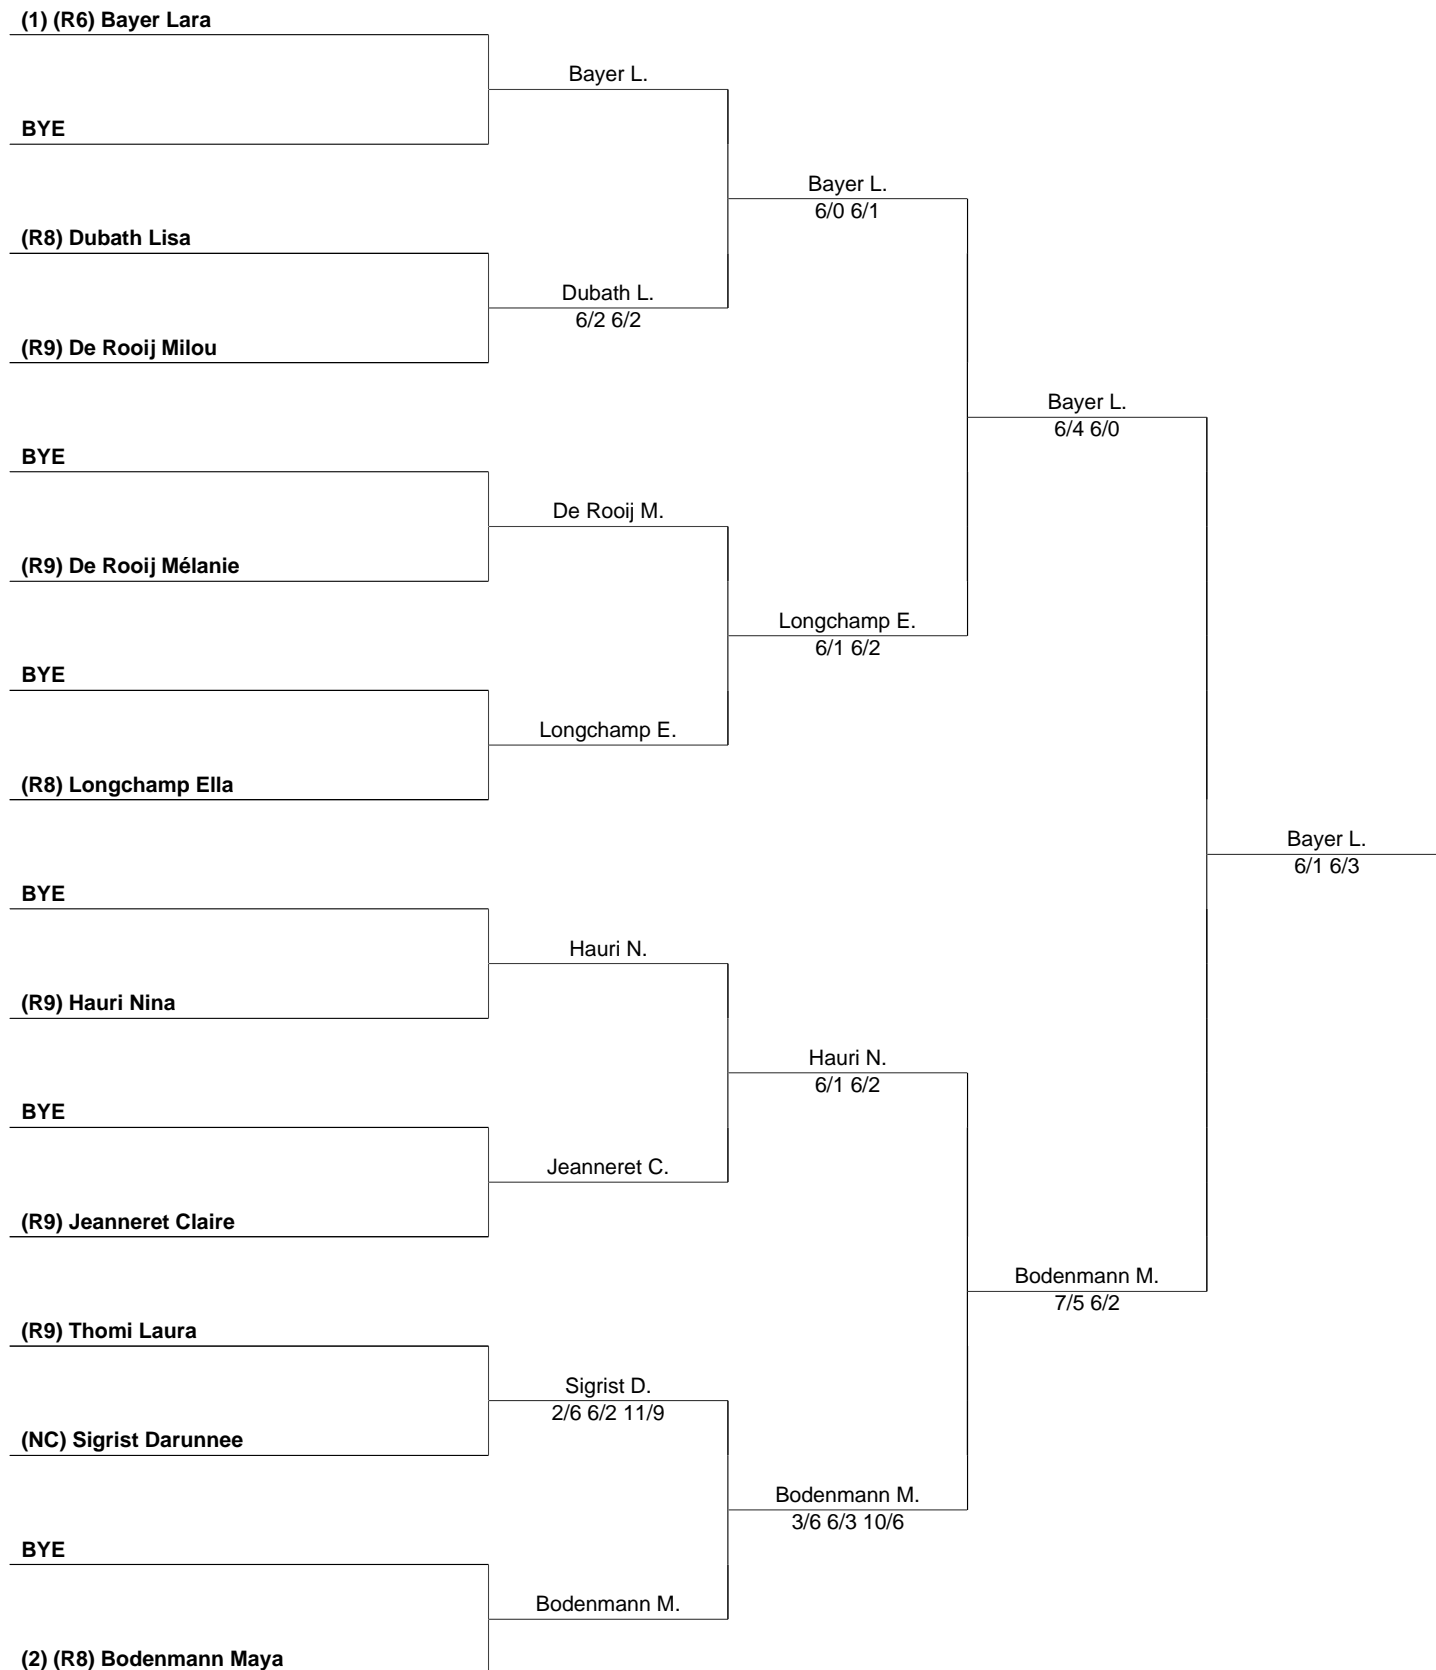 (1) (R6) Bayer Lara
Bayer L.
BYE
Bayer L.
6/0 6/1
(R8) Dubath Lisa
Dubath L.
6/2 6/2
(R9) De Rooij Milou
Bayer L.
6/4 6/0
BYE
De Rooij M.
(R9) De Rooij Mélanie
Longchamp E.
6/1 6/2
BYE
Longchamp E.
(R8) Longchamp Ella
Bayer L.
6/1 6/3
BYE
Hauri N.
(R9) Hauri Nina
Hauri N.
6/1 6/2
BYE
Jeanneret C.
(R9) Jeanneret Claire
Bodenmann M.
7/5 6/2
(R9) Thomi Laura
Sigrist D.
2/6 6/2 11/9
(NC) Sigrist Darunnee
Bodenmann M.
3/6 6/3 10/6
BYE
Bodenmann M.
(2) (R8) Bodenmann Maya